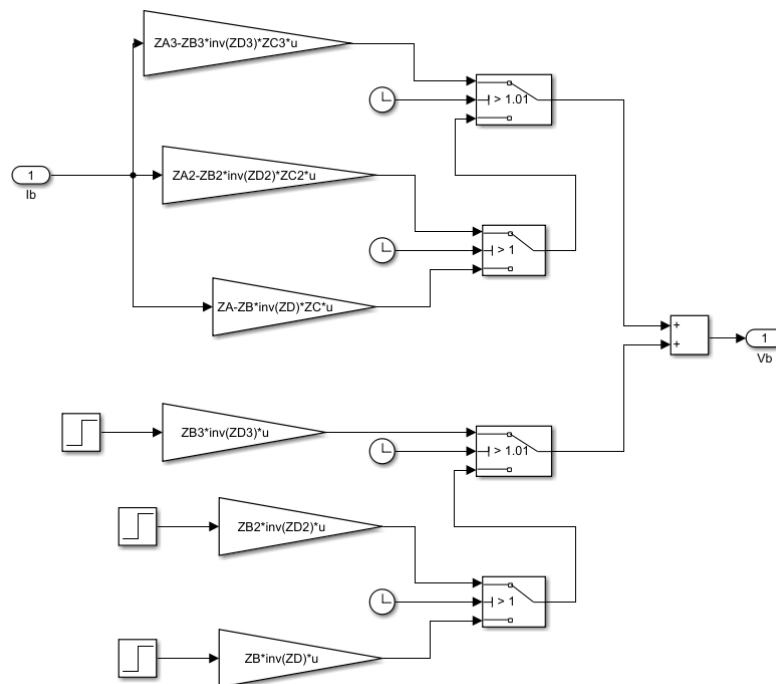 ZA3-ZB3*inv(ZD3)*ZC3*u
> 1.01
1
Ib
ZA2-ZB2*inv(ZD2)*ZC2*u
> 1
ZA-ZB*inv(ZD)*ZC*u
+
+
1
Vb
ZB3*inv(ZD3)*u
> 1.01
ZB2*inv(ZD2)*u
> 1
ZB*inv(ZD)*u